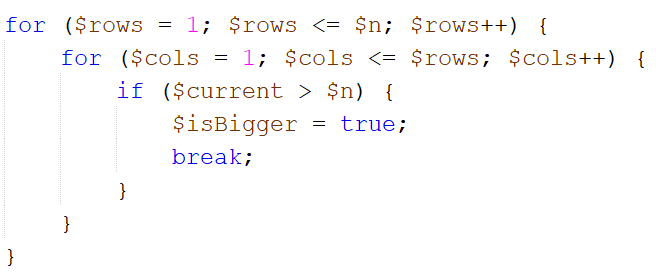 for ($rows = 1; $rows <= $n; $rows++) {
    for ($cols = 1; $cols <= $rows; $cols++) {
        if ($current > $n) {
            $isBigger = true;
            break;
        }
    }
}